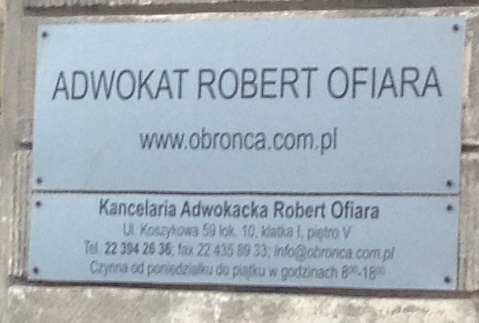 ADWOKAT ROBERT OFIARA
www.obronca.com.pl
Kancelaria Adwokacka Robert Ofiara
Ul. Koszykowa 59 lok. 10, klatka I, piętro V
Tel. 22 394 26 36; fax 22 435 89 33; info@obronca.com.pl
Czynna od poniedziałku do piątku w godzinach 8⁰⁰-18⁰⁰